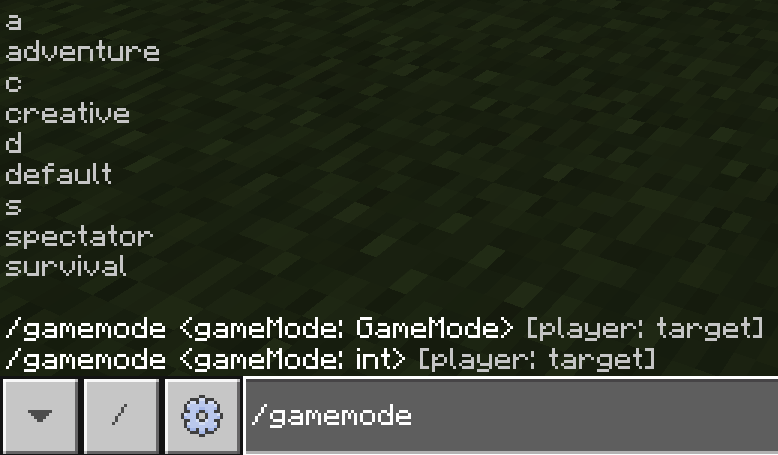 a
adventure
c
creative
d
default
s
spectator
survival
/gamemode <gameMode: GameMode> [player: target]
/gamemode <gameMode: int> [player: target]
/
/gamemode